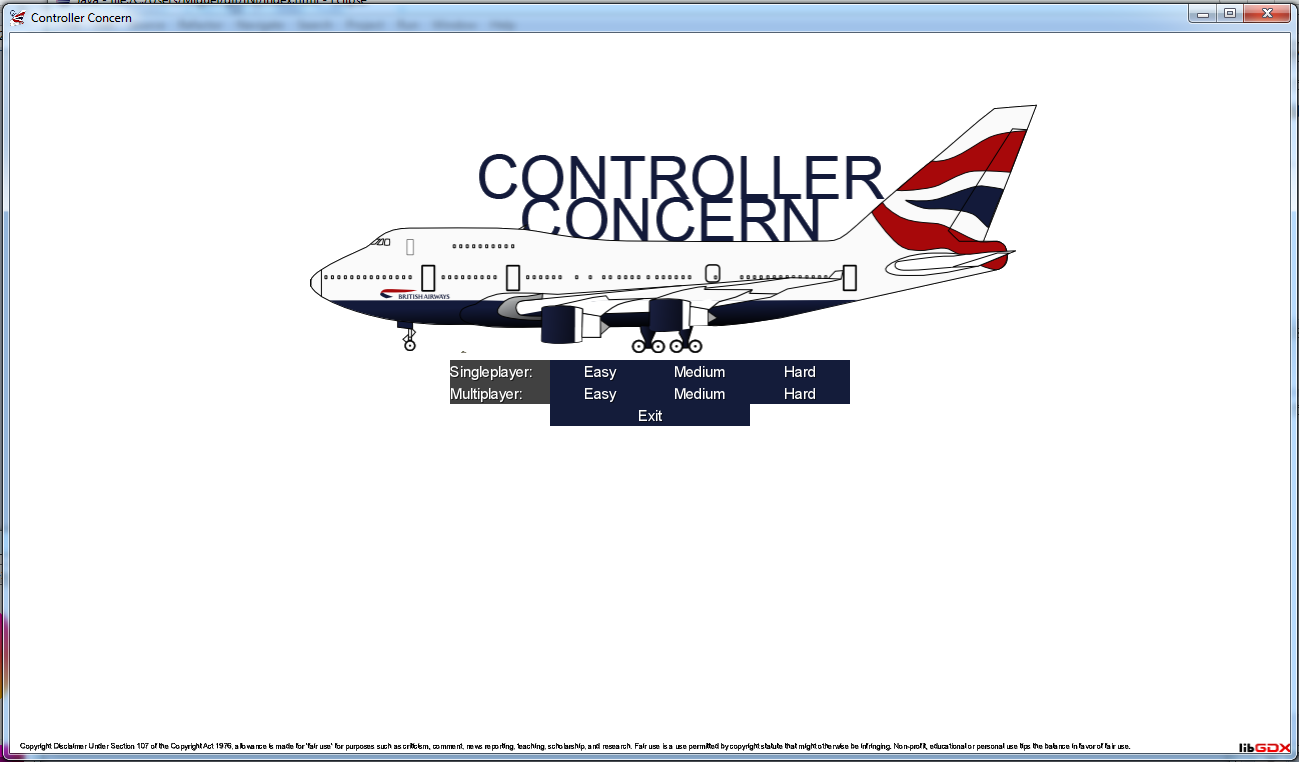 Controller Concern
CONTROLLER
CONCERN
BRITISH AIRWAYS
Singleplayer: Easy Medium Hard
Multiplayer: Easy Medium Hard
Exit
Copyright Disclaimer Under Section 107 of the Copyright Act 1976, allowance is made for 'fair use' for purposes such as criticism, comment, news reporting, teaching, scholarship, and research. Fair use is a use permitted by copyright statute that might otherwise be infringing. Non-profit, educational or personal use tips the balance in favor of fair use.
libGDX